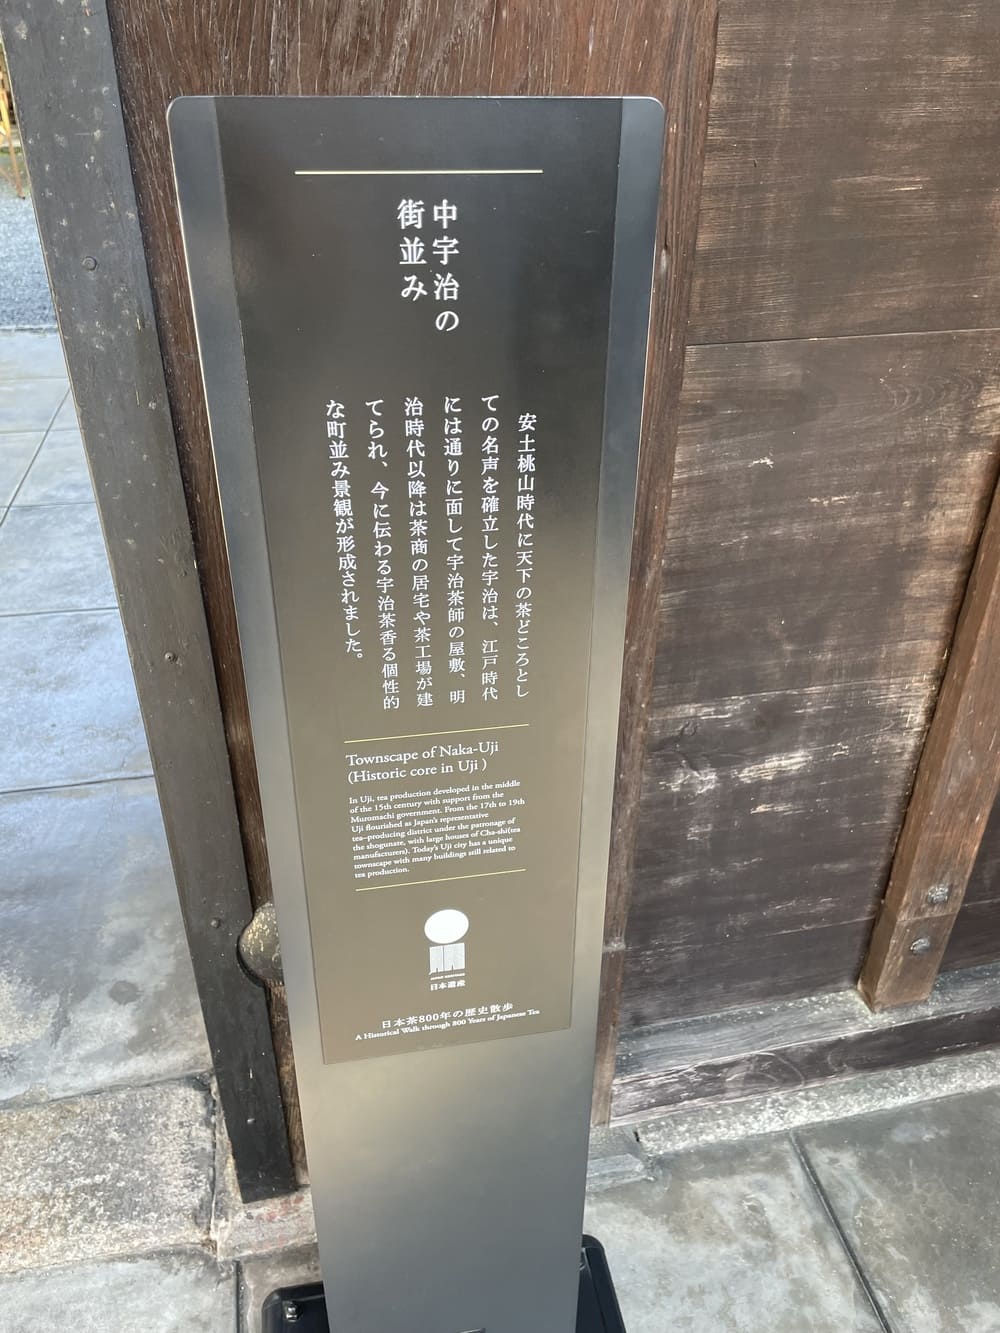 中宇治の
街並み
安土桃山時代に天下の茶どころとし
ての名声を確立した宇治は、江戸時代
には通りに面して宇治茶師の屋敷、明
治時代以降は茶商の居宅や茶工場が建
てられ、今に伝わる宇治茶香る個性的
な町並み景観が形成されました。
Townscape of Naka-Uji
(Historic core in Uji )
In Uji, tea production developed in the middle
of the 15th century with support from the
Muromachi government. From the 17th to 19th
Uji flourished as Japan's representative
tea-producing district under the patronage of
the shogunate, with large houses of Cha-shi(tea
manufacturers). Today's Uji city has a unique
townscape with many buildings still related to
tea production.
JAPAN HERITAGE
日本遺産
日本茶800年の歴史散歩
A Historical Walk through 800 Years of Japanese Tea